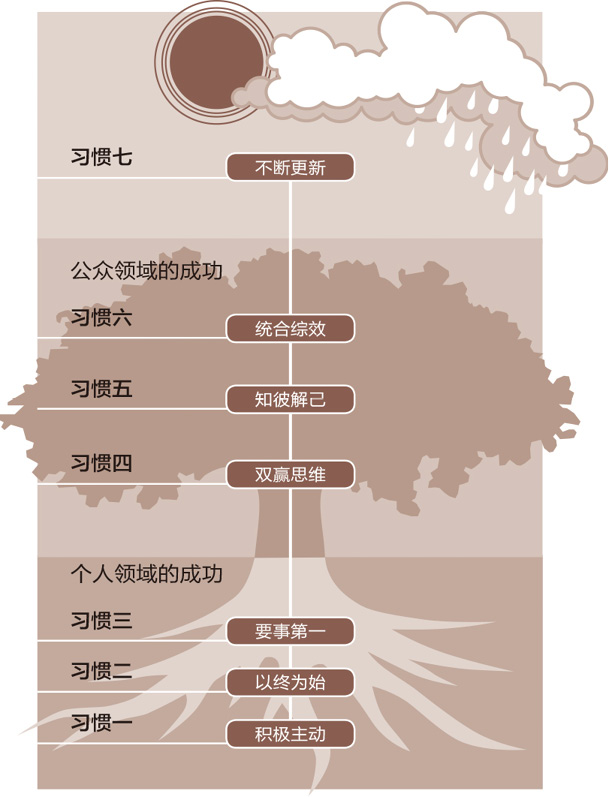 习惯七
不断更新
公众领域的成功
习惯六
统合综效
习惯五
知彼解己
习惯四
双赢思维
个人领域的成功
习惯三
要事第一
习惯二
以终为始
习惯一
积极主动